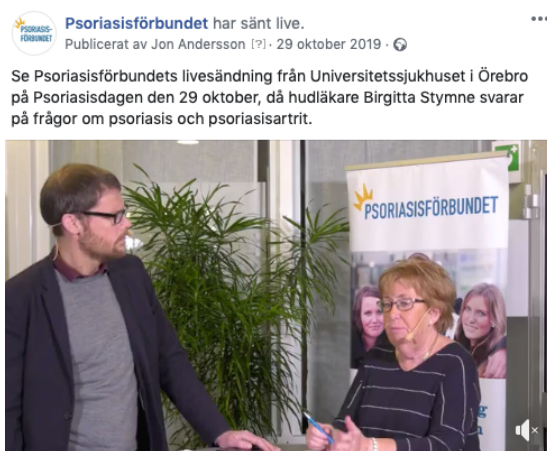 PSORIASIS-
FÖRBUNDET
Psoriasisförbundet har sänt live.
Publicerat av Jon Andersson [?] · 29 oktober 2019 ·
Se Psoriasisförbundets livesändning från Universitetssjukhuset i Örebro
på Psoriasisdagen den 29 oktober, då hudläkare Birgitta Stymne svarar
på frågor om psoriasis och psoriasisartrit.
PSORIASISFÖRBUNDET